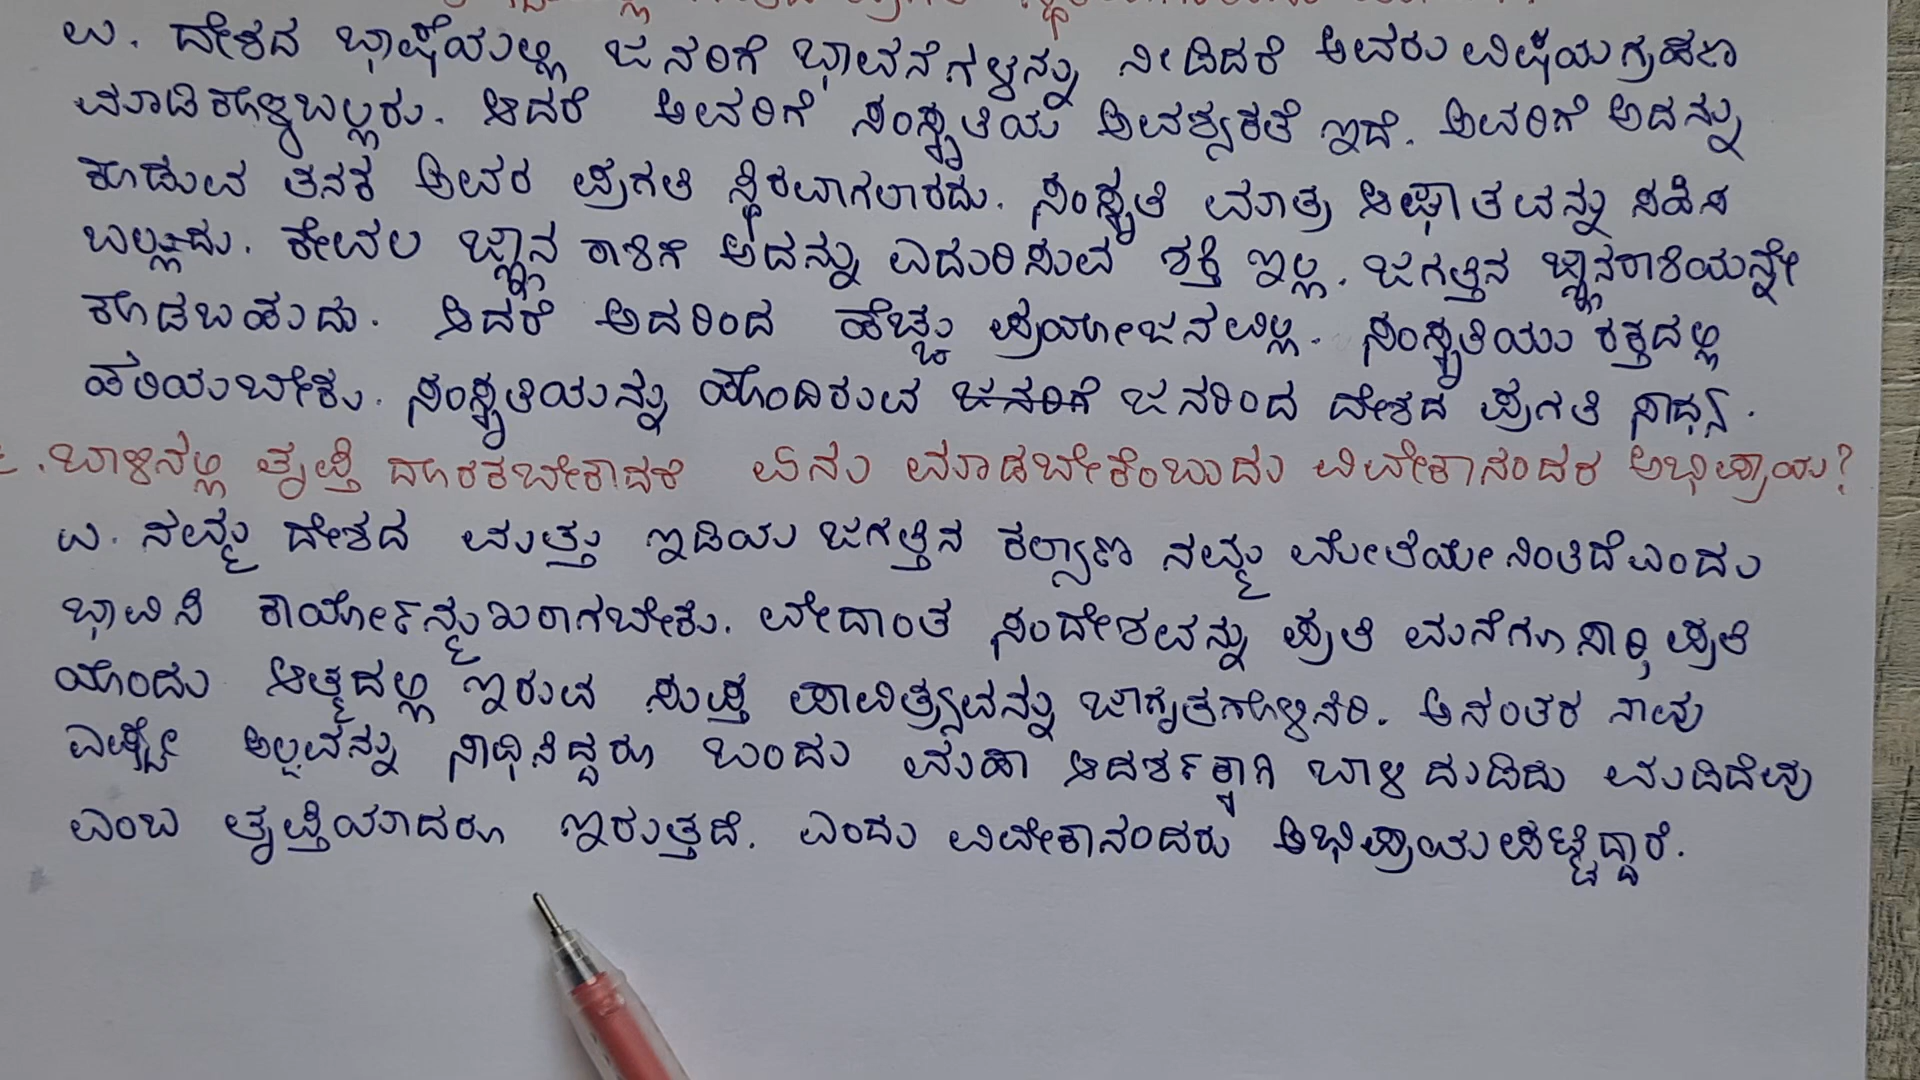 ಉ. ದೇಶದ ಭಾಷೆಯಲ್ಲಿ ಜನರಿಗೆ ಭಾವನೆಗಳನ್ನು ನೀಡಿದರೆ ಅವರು ವಿಷಯಗ್ರಹಣ
ಮಾಡಿಕೊಳ್ಳಬಲ್ಲರು. ಆದರೆ ಅವರಿಗೆ ಸಂಸ್ಕೃತಿಯ ಅವಶ್ಯಕತೆ ಇದೆ. ಅವರಿಗೆ ಅದನ್ನು
ಕೊಡುವ ತನಕ ಅವರ ಪ್ರಗತಿ ಸ್ಥಿರವಾಗಲಾರದು. ಸಂಸ್ಕೃತಿ ಮಾತ್ರ ಆಘಾತವನ್ನು ಸಹಿಸ
ಬಲ್ಲದು. ಕೇವಲ ಜ್ಞಾನ ರಾಶಿಗೆ ಅದನ್ನು ಎದುರಿಸುವ ಶಕ್ತಿ ಇಲ್ಲ. ಜಗತ್ತಿನ ಜ್ಞಾನರಾಶಿಯನ್ನೇ
ಕೊಡಬಹುದು. ಆದರೆ ಅದರಿಂದ ಹೆಚ್ಚು ಪ್ರಯೋಜನವಿಲ್ಲ. ಸಂಸ್ಕೃತಿಯು ರಕ್ತದಲ್ಲಿ
ಹರಿಯಬೇಕು. ಸಂಸ್ಕೃತಿಯನ್ನು ಹೊಂದಿರುವ ಜನರಿಗೆ ಜನರಿಂದ ದೇಶದ ಪ್ರಗತಿ ಸಾಧ್ಯ.
ಬಾಳಿನಲ್ಲಿ ತೃಪ್ತಿ ದೊರಕಬೇಕಾದರೆ ಏನು ಮಾಡಬೇಕೆಂಬುದು ವಿವೇಕಾನಂದರ ಅಭಿಪ್ರಾಯ?
ಉ. ನಮ್ಮ ದೇಶದ ಮತ್ತು ಇಡಿಯ ಜಗತ್ತಿನ ಕಲ್ಯಾಣ ನಮ್ಮ ಮೇಲೆಯೇ ನಿಂತಿದೆ ಎಂದು
ಭಾವಿಸಿ ಕಾರ್ಯೋನ್ಮುಖರಾಗಬೇಕು. ವೇದಾಂತ ಸಂದೇಶವನ್ನು ಪ್ರತಿ ಮನೆಗೂ ಸಾರಿ, ಪ್ರತಿ
ಯೊಂದು ಆತ್ಮದಲ್ಲಿ ಇರುವ ಸುಪ್ತ ಪಾವಿತ್ರ್ಯವನ್ನು ಜಾಗೃತಗೊಳಿಸಿರಿ. ಅನಂತರ ನಾವು
ಎಷ್ಟೇ ಅಲ್ಪವನ್ನು ಸಾಧಿಸಿದ್ದರೂ ಒಂದು ಮಹಾ ಆದರ್ಶಕ್ಕಾಗಿ ಬಾಳಿ ದುಡಿದು ಮಡಿದೆವು
ಎಂಬ ತೃಪ್ತಿಯಾದರೂ ಇರುತ್ತದೆ. ಎಂದು ವಿವೇಕಾನಂದರು ಅಭಿಪ್ರಾಯಪಟ್ಟಿದ್ದಾರೆ.